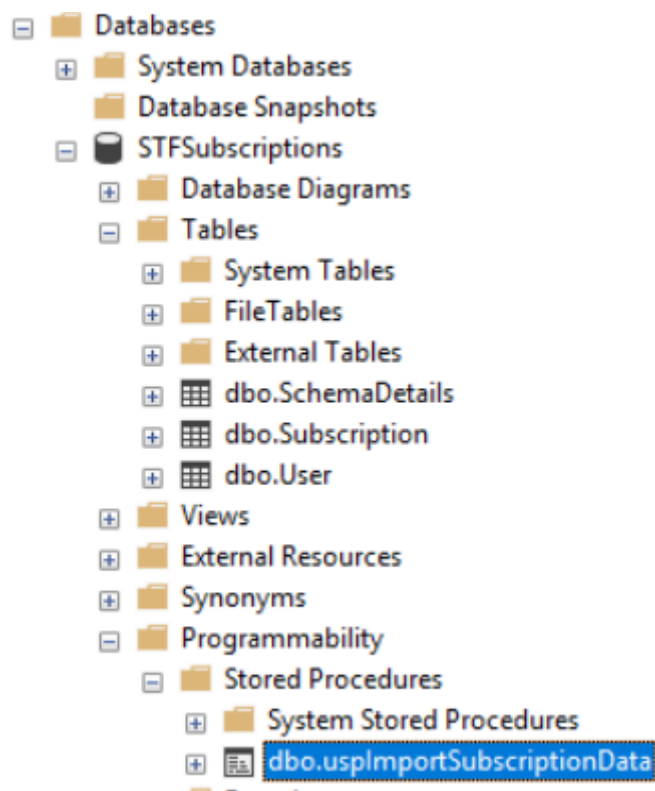 Databases
System Databases
Database Snapshots
STFSubscriptions
Database Diagrams
Tables
System Tables
FileTables
External Tables
dbo.SchemaDetails
dbo.Subscription
dbo.User
Views
External Resources
Synonyms
Programmability
Stored Procedures
System Stored Procedures
dbo.uspImportSubscriptionData